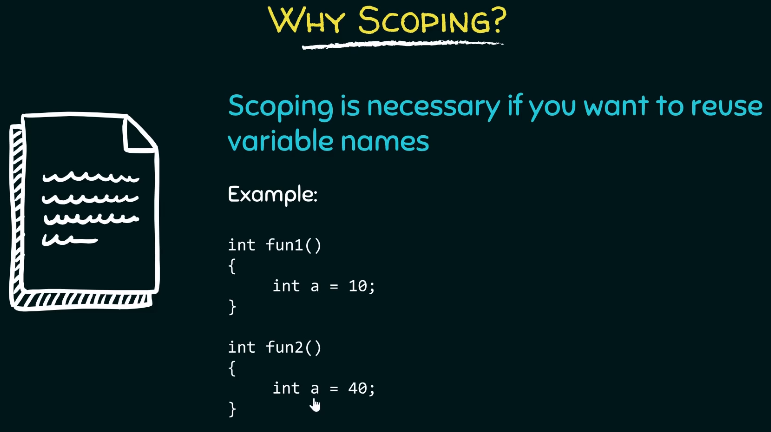 WHY SCOPING?
Scoping is necessary if you want to reuse
variable names
Example:
int fun1()
{
int a = 10;
}
int fun2()
{
int a = 40;
}